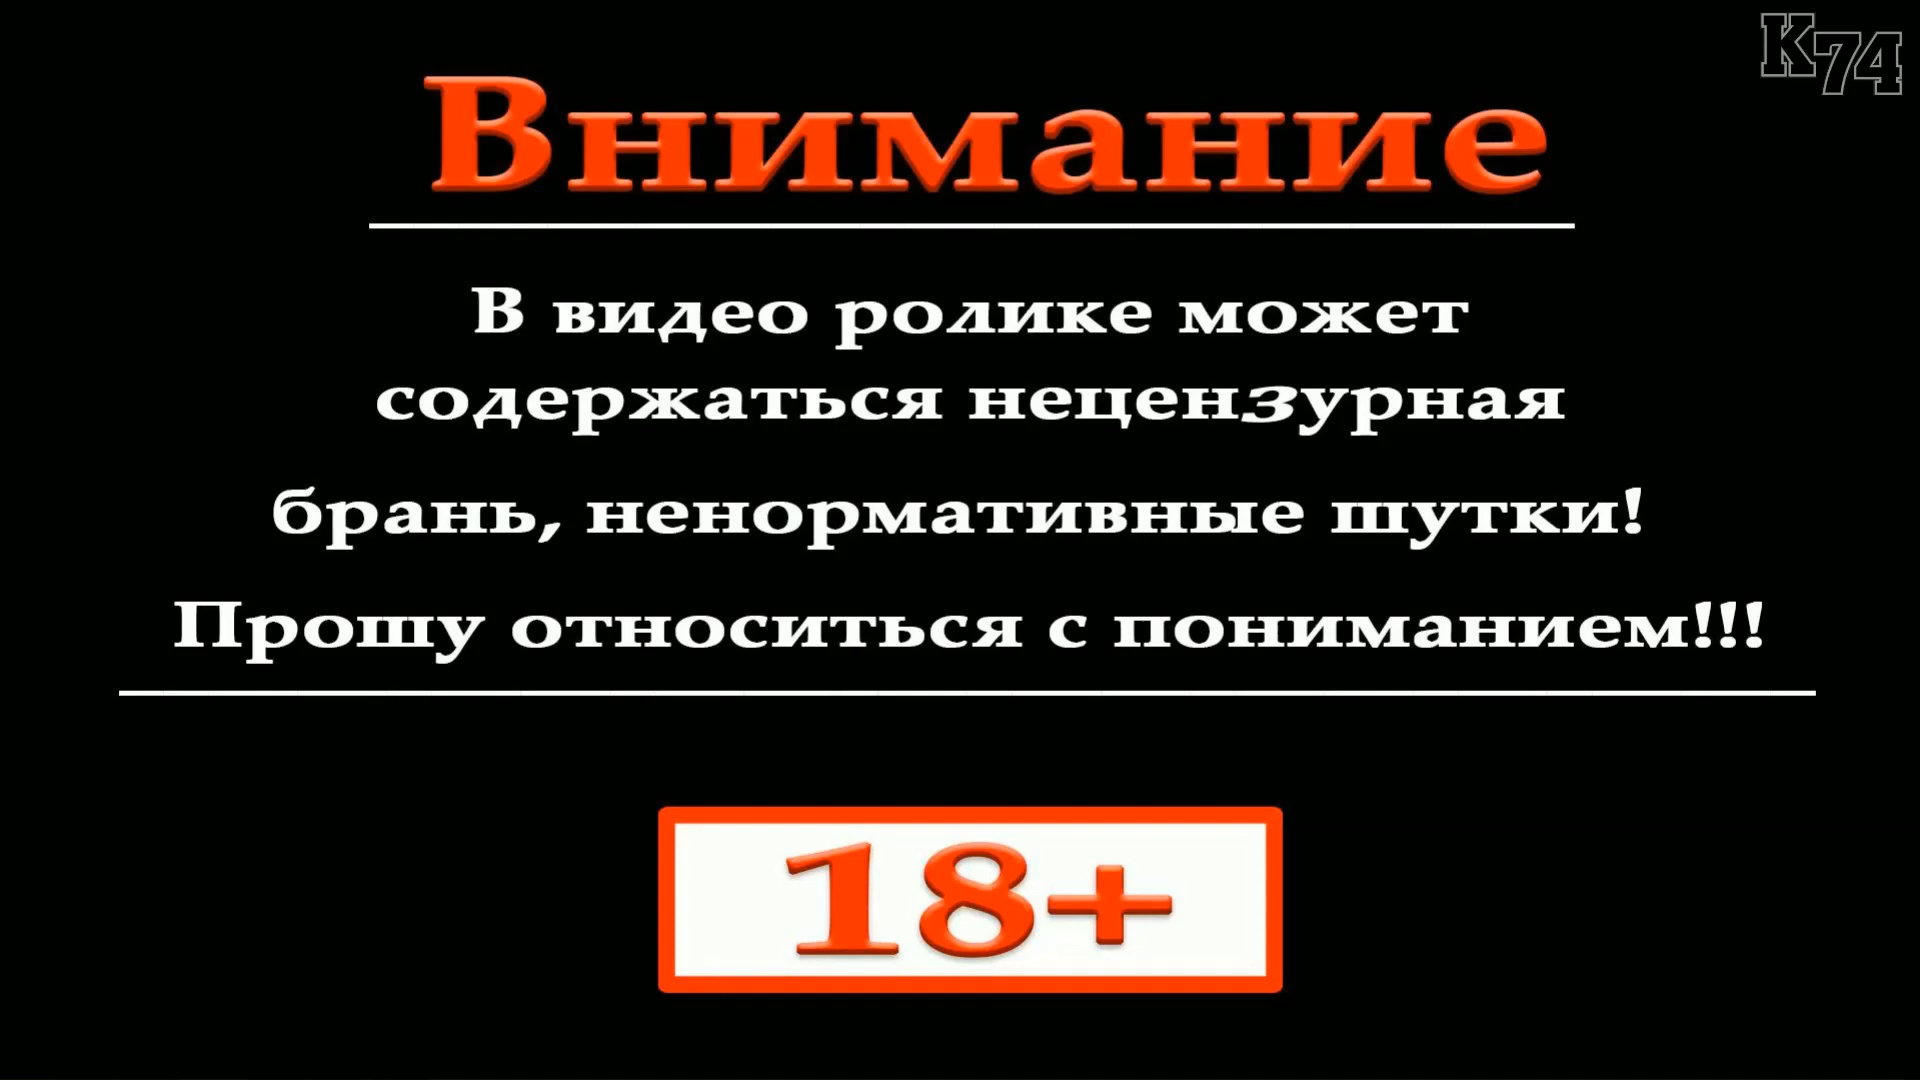 K74
Внимание
В видео ролике может
содержаться нецензурная
брань, ненормативные шутки!
Прошу относиться с пониманием!!!
18+